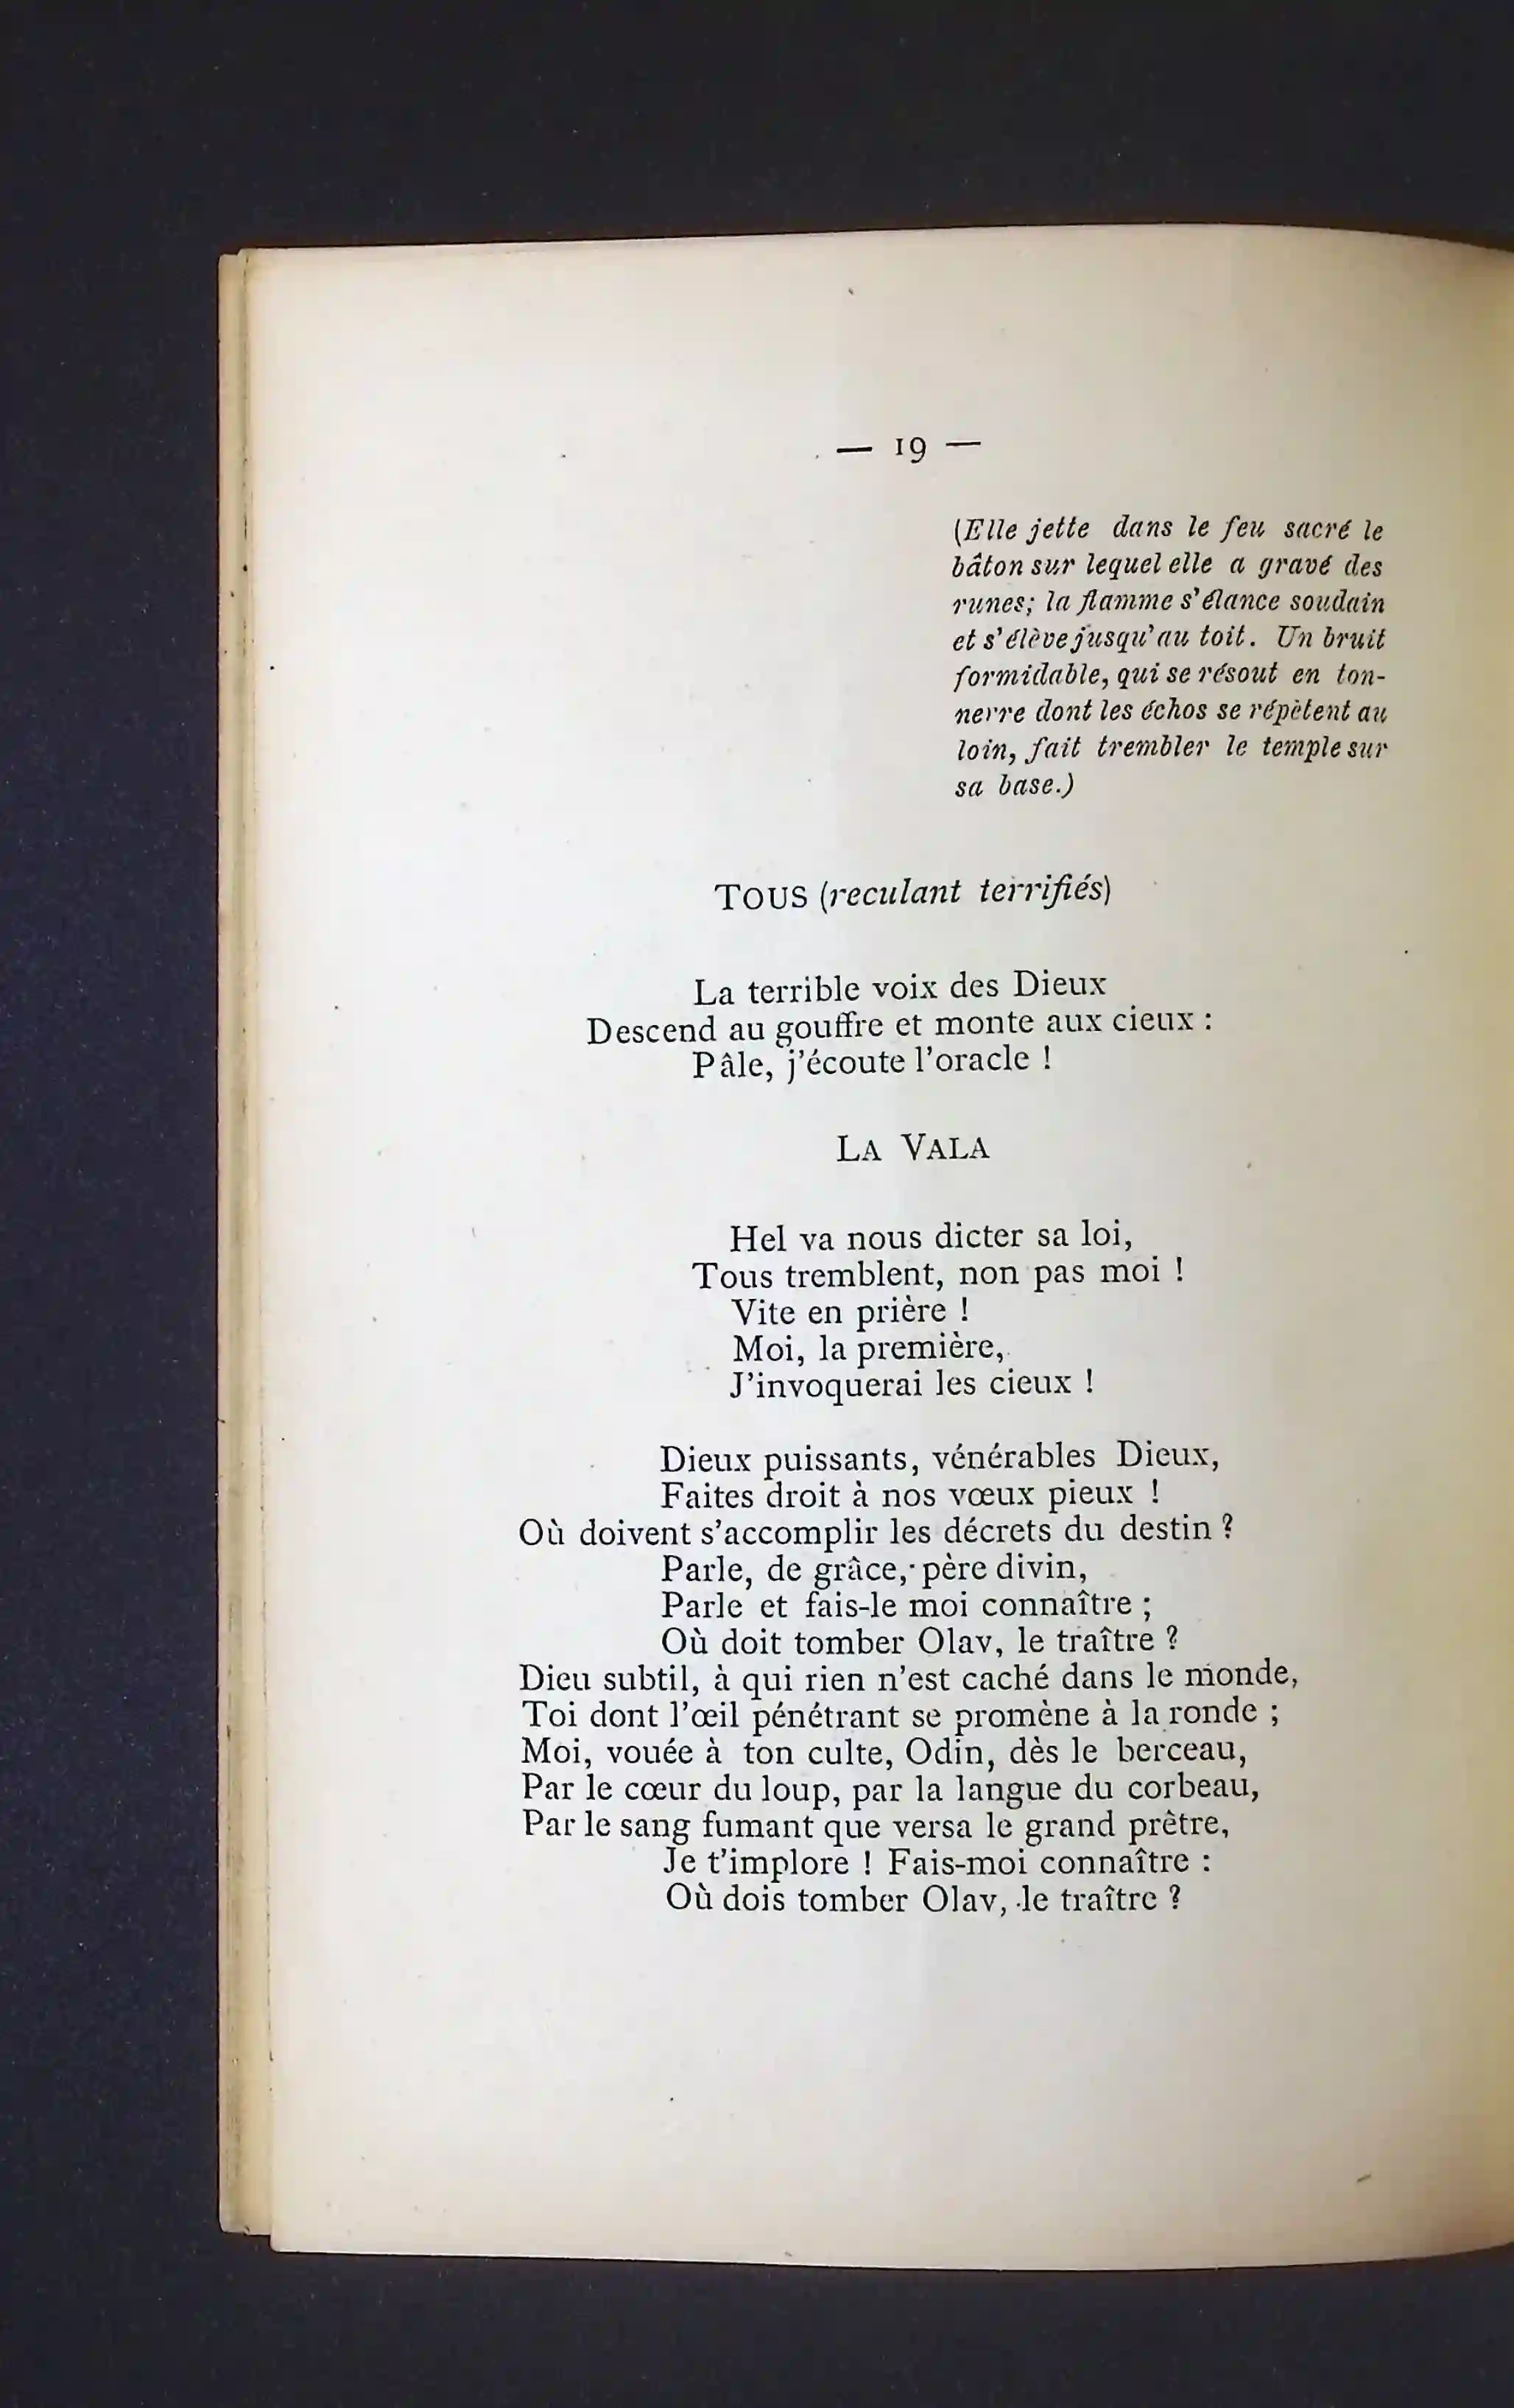 — 19 —
(Elle jette dans le feu sacré le
bâton sur lequel elle a gravé des
runes; la flamme s'élance soudain
et s'élève jusqu'au toit. Un bruit
formidable, qui se résout en ton-
nerre dont les échos se répètent au
loin, fait trembler le temple sur
sa base.)
TOUS (reculant terrifiés)
La terrible voix des Dieux
Descend au gouffre et monte aux cieux :
Pâle, j'écoute l'oracle !
LA VALA
Hel va nous dicter sa loi,
Tous tremblent, non pas moi !
Vite en prière !
Moi, la première,
J'invoquerai les cieux !
Dieux puissants, vénérables Dieux,
Faites droit à nos vœux pieux !
Où doivent s'accomplir les décrets du destin ?
Parle, de grâce, père divin,
Parle et fais-le moi connaître ;
Où doit tomber Olav, le traître ?
Dieu subtil, à qui rien n'est caché dans le monde,
Toi dont l'œil pénétrant se promène à la ronde ;
Moi, vouée à ton culte, Odin, dès le berceau,
Par le cœur du loup, par la langue du corbeau,
Par le sang fumant que versa le grand prêtre,
Je t'implore ! Fais-moi connaître :
Où dois tomber Olav, le traître ?